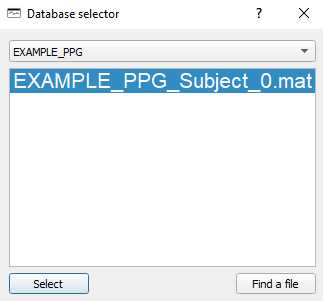 Database selector
?
EXAMPLE_PPG
EXAMPLE_PPG_Subject_0.mat
Select
Find a file